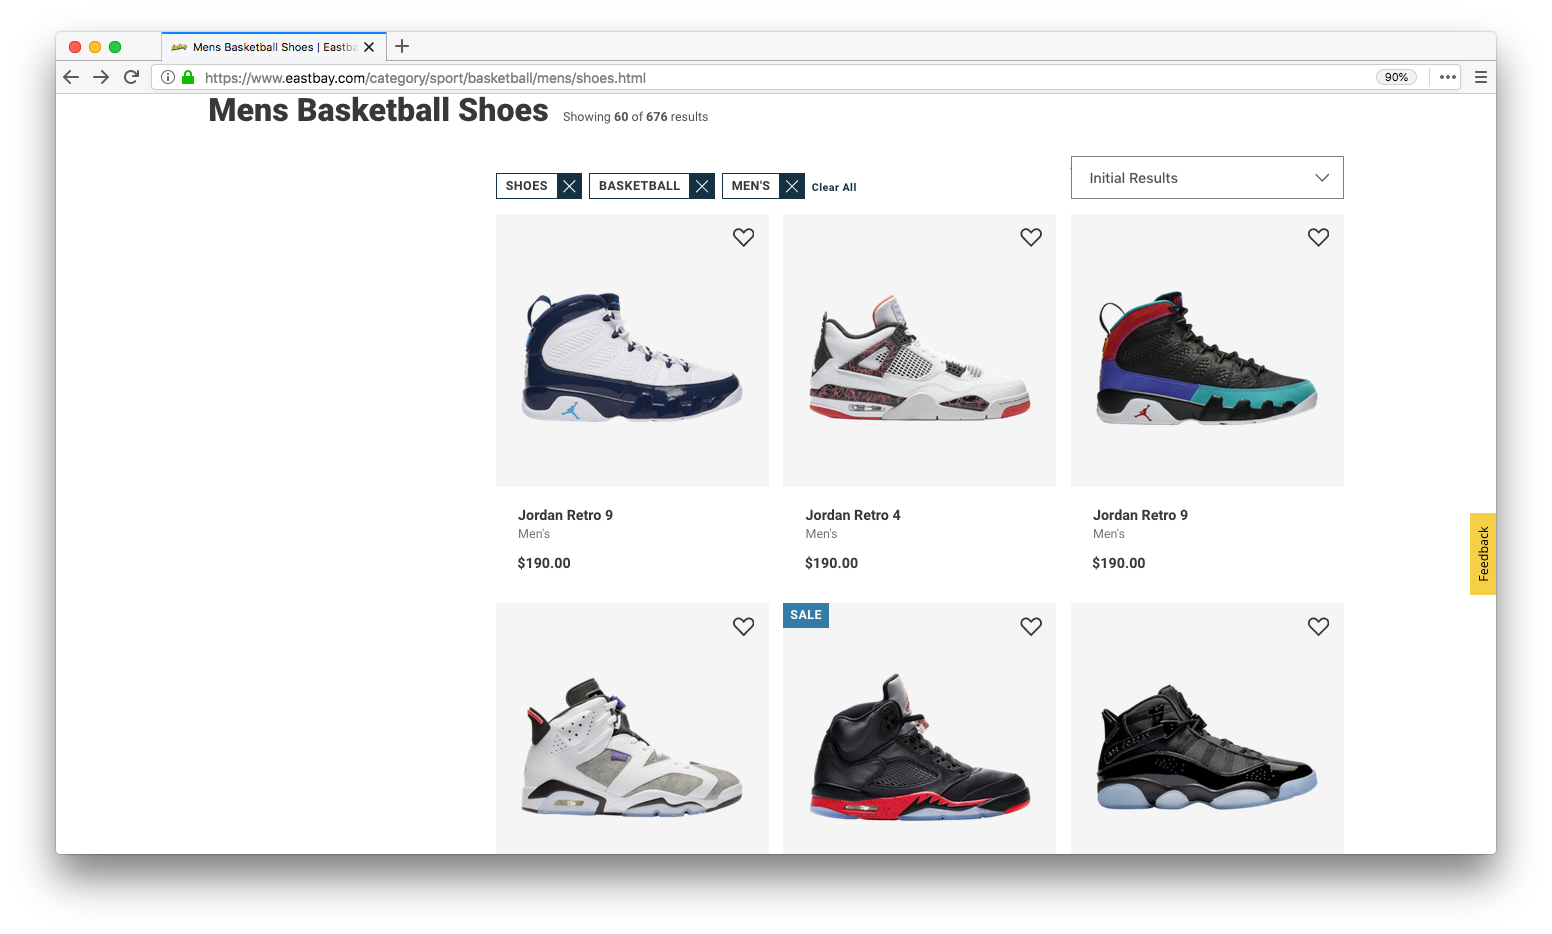 Mens Basketball Shoes | Eastba
https://www.eastbay.com/category/sport/basketball/mens/shoes.html
90%
Mens Basketball Shoes Showing 60 of 676 results
SHOES BASKETBALL MEN'S Clear All
Initial Results
Jordan Retro 9
Men's
$190.00
Jordan Retro 4
Men's
$190.00
Jordan Retro 9
Men's
$190.00
Feedback
SALE
AIR JORDAN